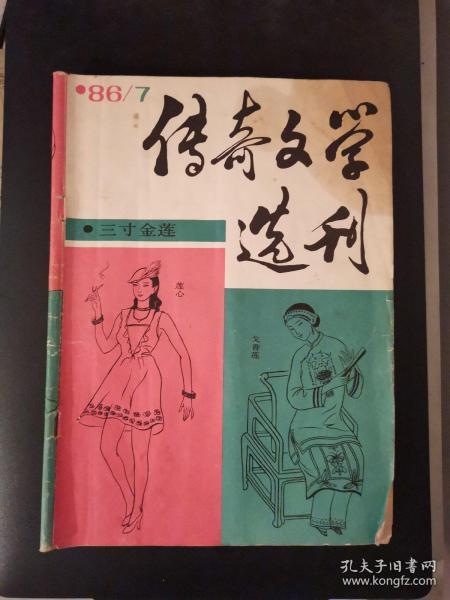 •86/7
传奇文学
选刊
•三寸金莲
莲心
戈香莲
孔夫子旧书网
www.kongfz.com